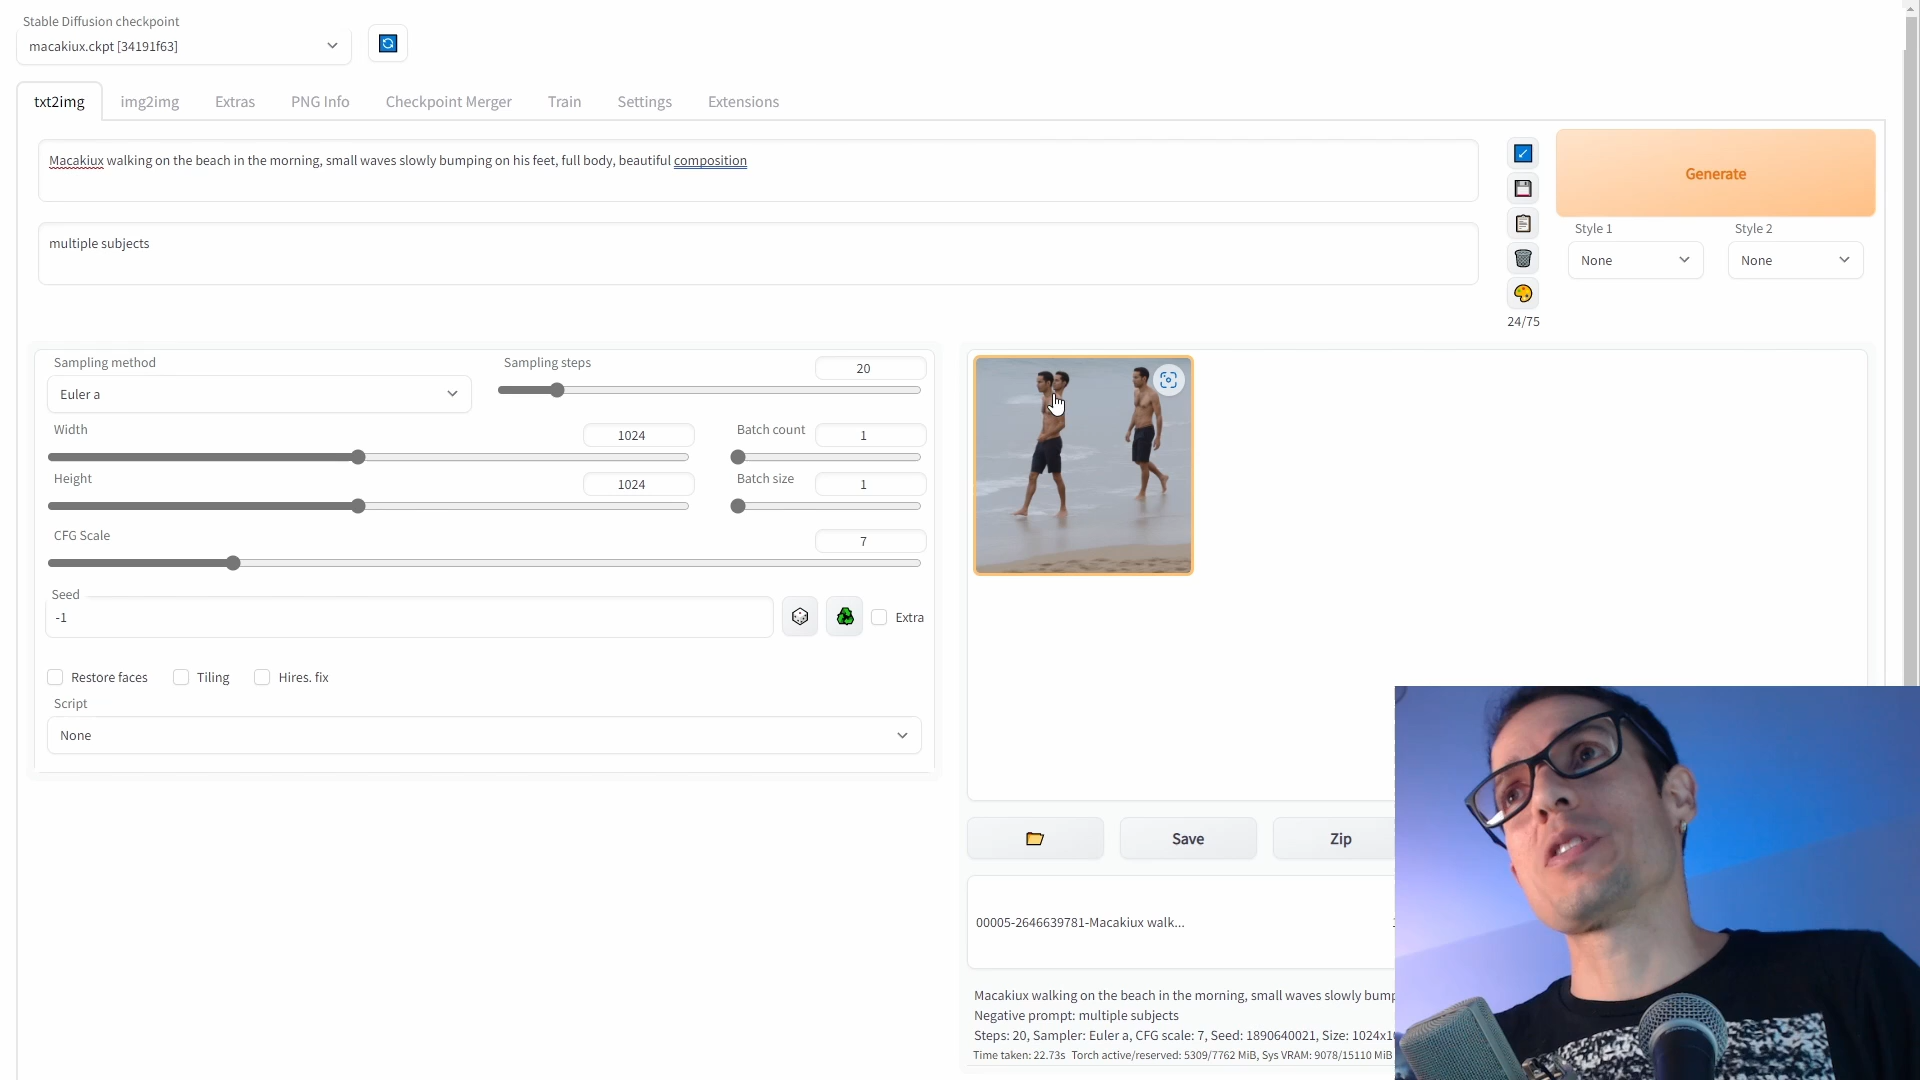 Stable Diffusion checkpoint
macakiux.ckpt [34191f63]
txt2img img2img Extras PNG Info Checkpoint Merger Train Settings Extensions
Macakiux walking on the beach in the morning, small waves slowly bumping on his feet, full body, beautiful composition
Generate
multiple subjects
Style 1 Style 2
None None
24/75
Sampling method Sampling steps 20
Euler a
Width 1024 Batch count 1
Height 1024 Batch size 1
CFG Scale 7
Seed
-1
Extra
Restore faces Tiling Hires. fix
Script
None
Save Zip
00005-2646639781-Macakiux walk...
Macakiux walking on the beach in the morning, small waves slowly
Negative prompt: multiple subjects
Steps: 20, Sampler: Euler a, CFG scale: 7, Seed: 1890640021, Size:
Time taken: 22.73s Torch active/reserved: 5309/7762 MiB, Sys VRAM: 9078/15110 MiB